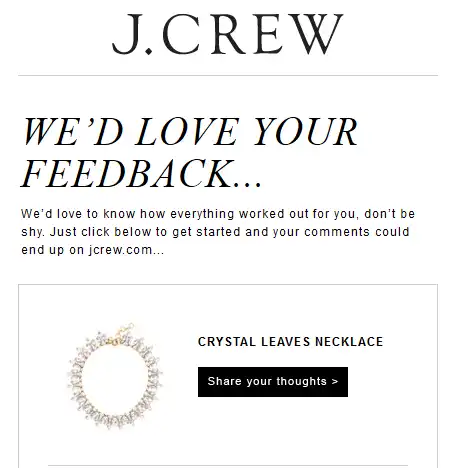 J.CREW
WE’D LOVE YOUR
FEEDBACK...
We’d love to know how everything worked out for you, don’t be
shy. Just click below to get started and your comments could
end up on jcrew.com...
CRYSTAL LEAVES NECKLACE
Share your thoughts >